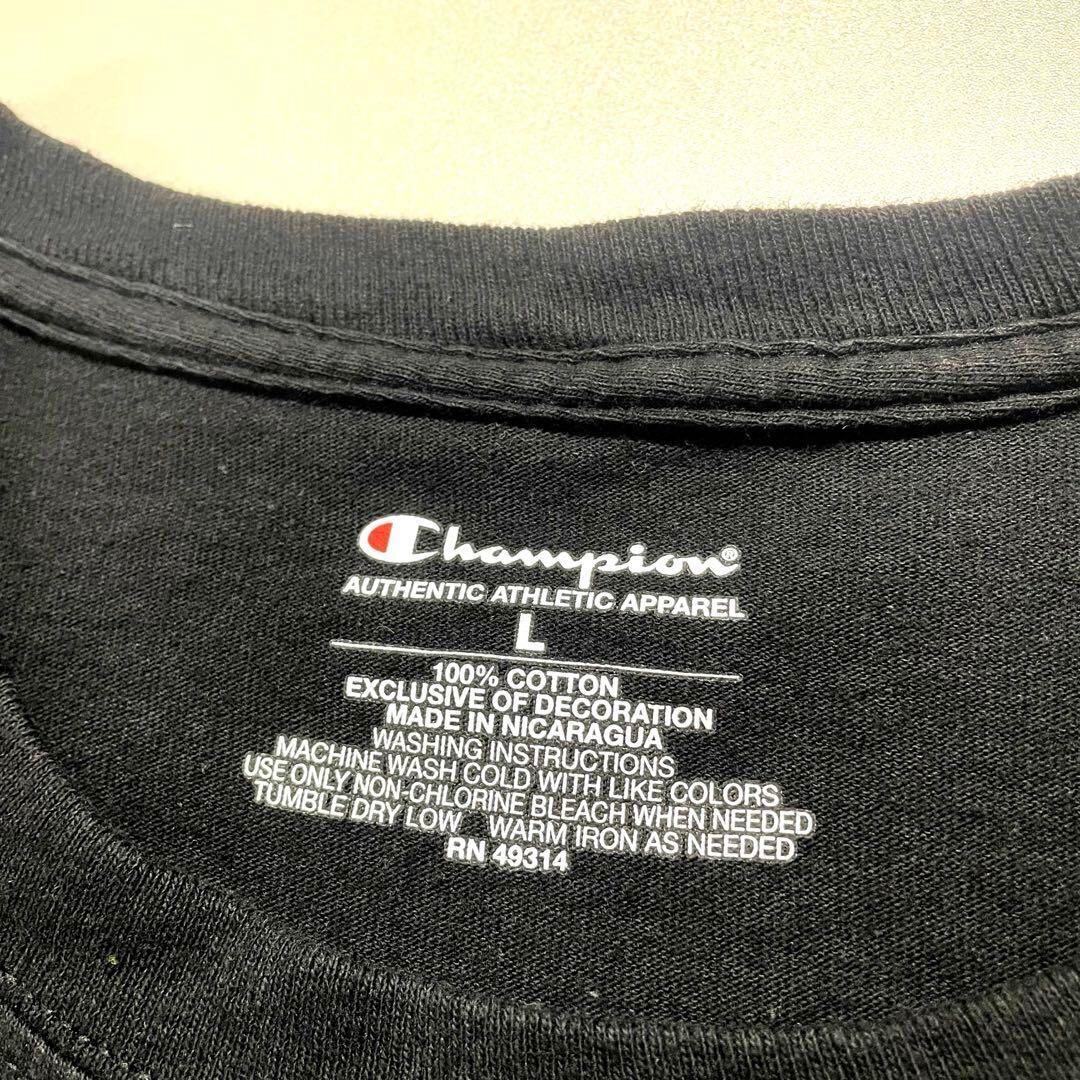 Champion®
AUTHENTIC ATHLETIC APPAREL
L
100% COTTON
EXCLUSIVE OF DECORATION
MADE IN NICARAGUA
WASHING INSTRUCTIONS
MACHINE WASH COLD WITH LIKE COLORS
USE ONLY NON-CHLORINE BLEACH WHEN NEEDED
TUMBLE DRY LOW WARM IRON AS NEEDED
RN 49314